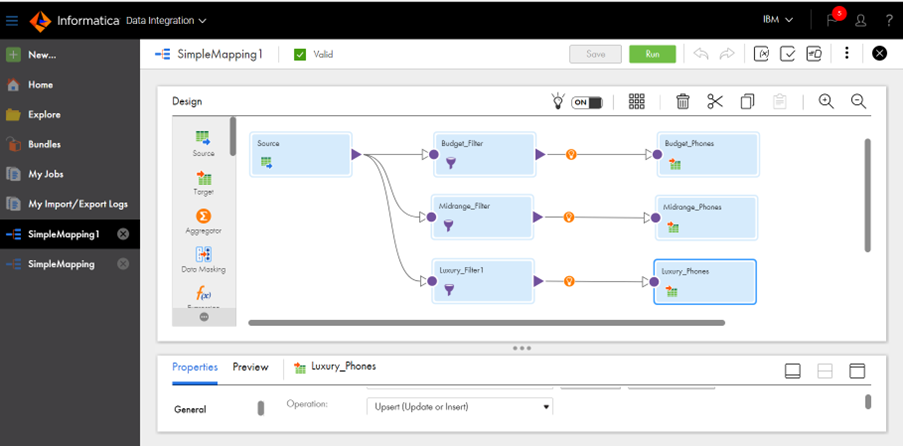 Informatica Data Integration
IBM
5
?
New...
Home
Explore
Bundles
My Jobs
My Import/Export Logs
SimpleMapping1
SimpleMapping
SimpleMapping1
Valid
Save
Run
Design
ON
Source
Target
Aggregator
Data Masking
f(x)
Expression
Source
Budget_Filter
Budget_Phones
Midrange_Filter
Midrange_Phones
Luxury_Filter1
Luxury_Phones
Properties
Preview
Luxury_Phones
General
Operation:
Upsert (Update or Insert)